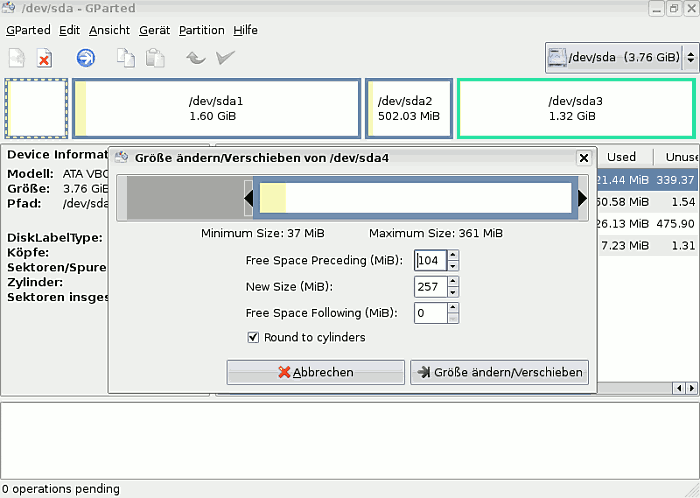 /dev/sda - GParted
GParted Edit Ansicht Gerät Partition Hilfe
/dev/sda (3.76 GiB)
/dev/sda1
1.60 GiB
/dev/sda2
502.03 MiB
/dev/sda3
1.32 GiB
Device Informat
Modell: ATA VBO
Größe: 3.76 GiB
Pfad: /dev/sda
DiskLabelType:
Köpfe:
Sektoren/Spure
Zylinder:
Sektoren insges
Used Unuse
21.44 MiB 339.37
60.58 MiB 1.54
26.13 MiB 475.90
7.23 MiB 1.31
Größe ändern/Verschieben von /dev/sda4
Minimum Size: 37 MiB Maximum Size: 361 MiB
Free Space Preceding (MiB): 104
New Size (MiB): 257
Free Space Following (MiB): 0
Round to cylinders
Abbrechen Größe ändern/Verschieben
0 operations pending